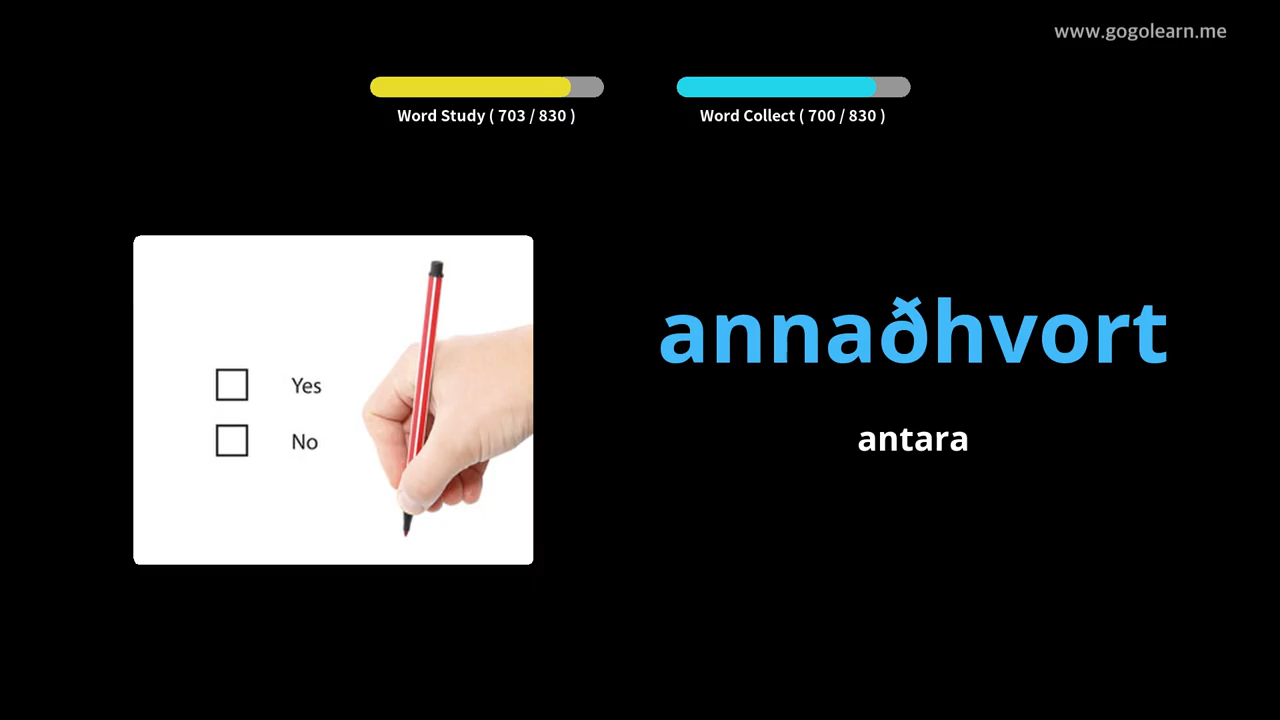 www.gogolearn.me
Word Study ( 703 / 830 )
Word Collect ( 700 / 830 )
Yes
No
annaðhvort
antara